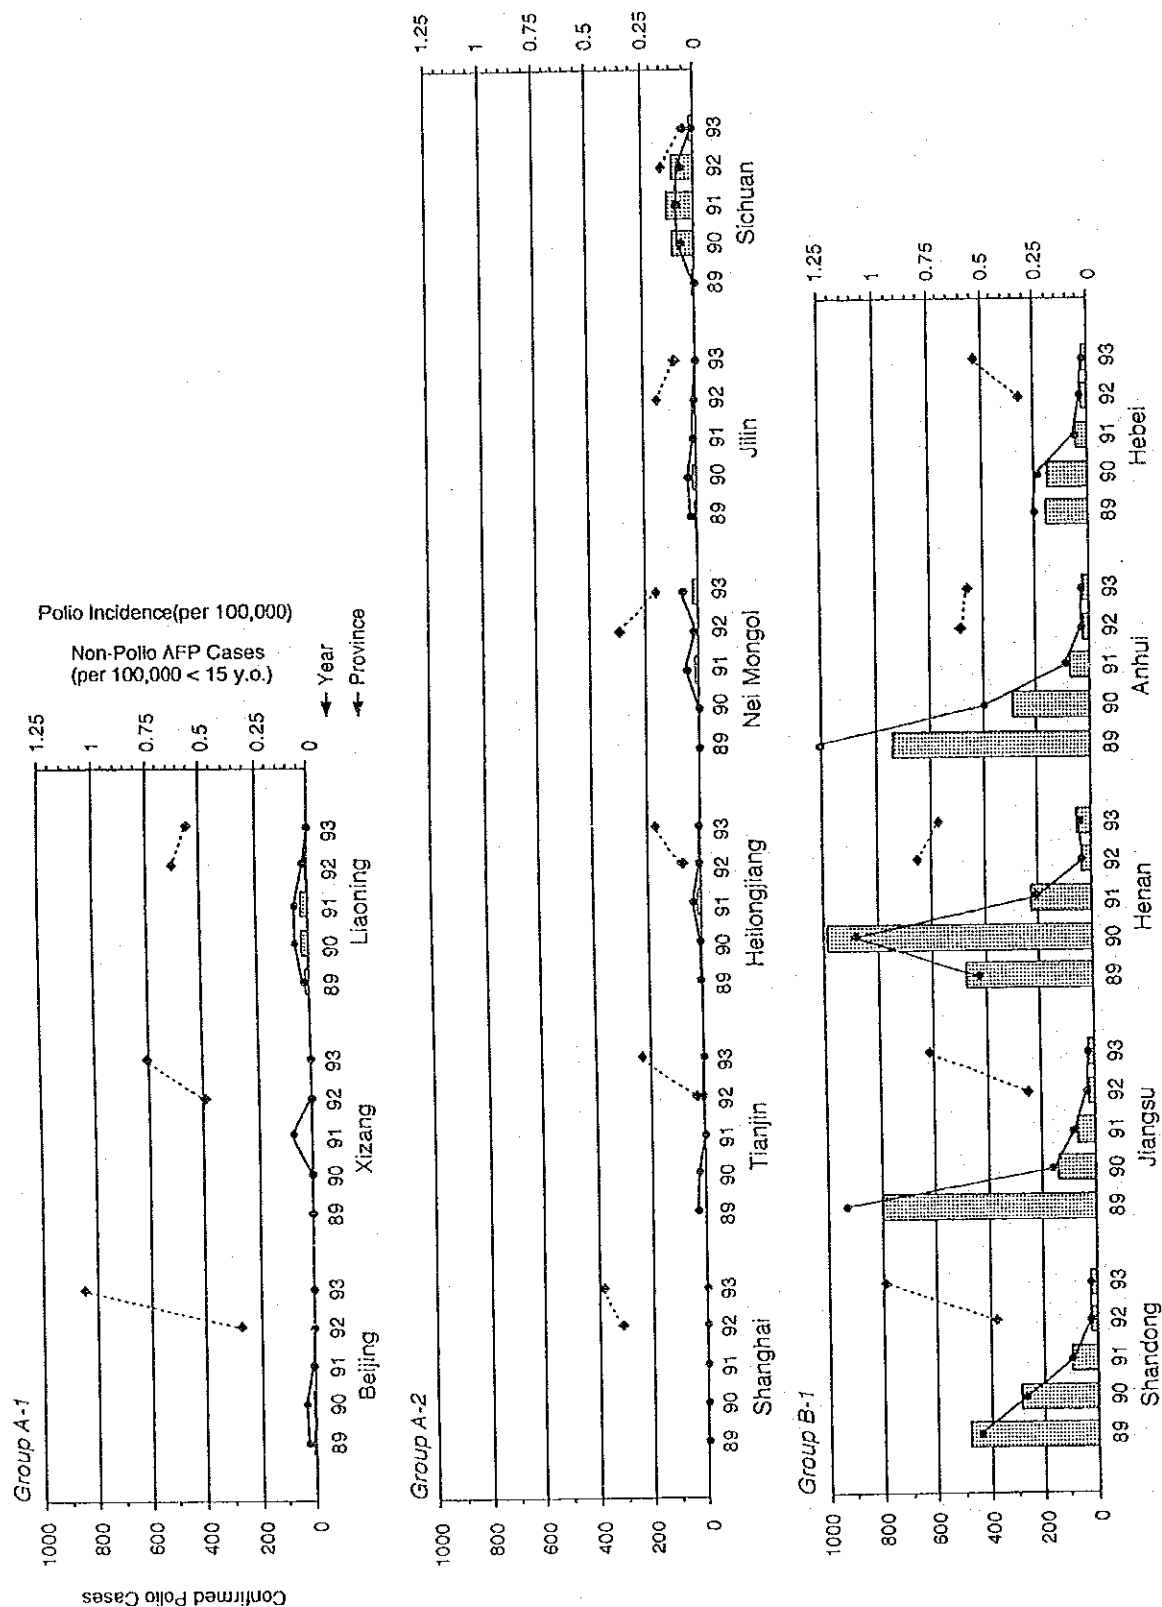 Group A-1
Polio Incidence(per 100,000)
Non-Polio AFP Cases
(per 100,000 < 15 y.o.)
Confirmed Polio Cases
1000
800
600
400
200
0
1.25
1
0.75
0.5
0.25
0
89 90 91 92 93 89 90 91 92 93 89 90 91 92 93
Year
Beijing Xizang Liaoning
Province
Group A-2
1000
800
600
400
200
0
1.25
1
0.75
0.5
0.25
0
89 90 91 92 93 89 90 91 92 93 89 90 91 92 93 89 90 91 92 93 89 90 91 92 93 89 90 91 92 93
Shanghai Tianjin Heilongjiang Nei Mongol Jilin Sichuan
Group B-1
1000
800
600
400
200
0
1.25
1
0.75
0.5
0.25
0
89 90 91 92 93 89 90 91 92 93 89 90 91 92 93 89 90 91 92 93 89 90 91 92 93
Shandong Jiangsu Henan Anhui Hebei